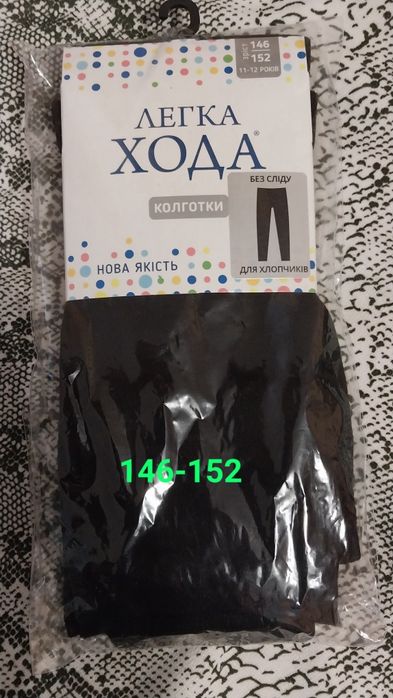 зріст 146
152
11-12 РОКІВ
ЛЕГКА
ХОДА®
КОЛГОТКИ
БЕЗ СЛІДУ
ДЛЯ ХЛОПЧИКІВ
НОВА ЯКІСТЬ
146-152